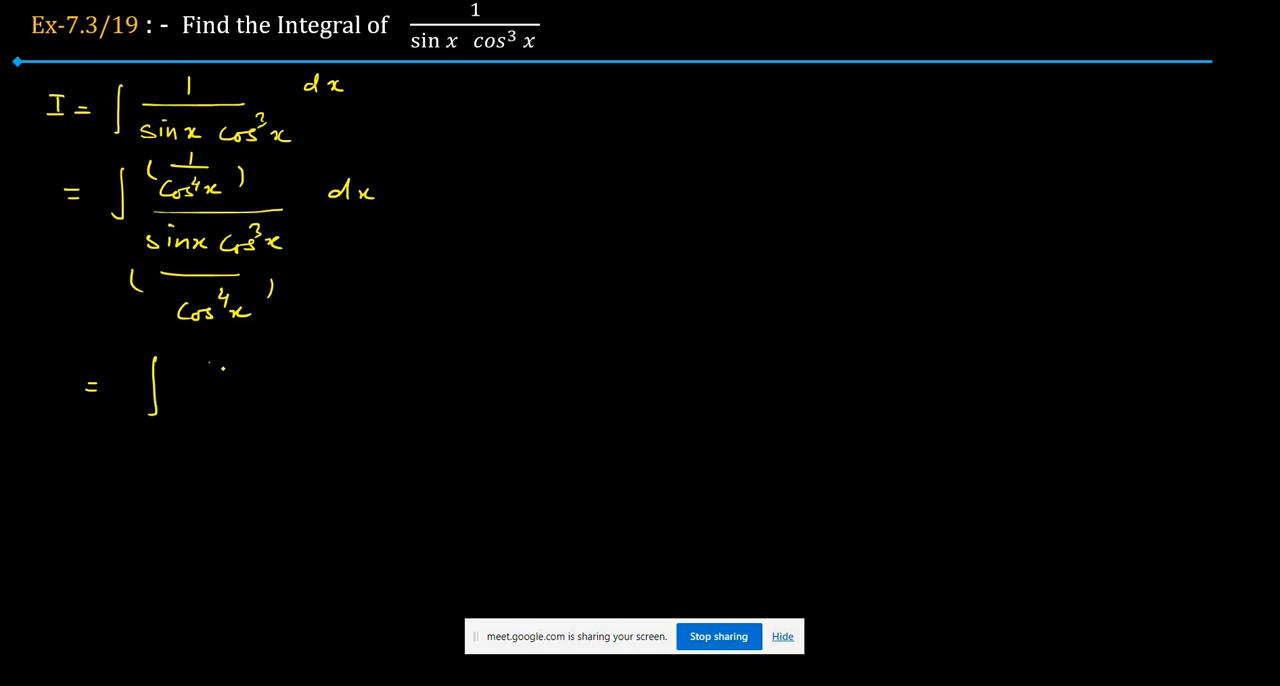 Ex-7.3/19 : - Find the Integral of 1 / (sin x cos³ x)
I = ∫ 1 / (sin x cos³ x) dx
= ∫ (1 / cos⁴ x) / (sin x cos³ x / cos⁴ x) dx
= ∫
meet.google.com is sharing your screen. Stop sharing Hide